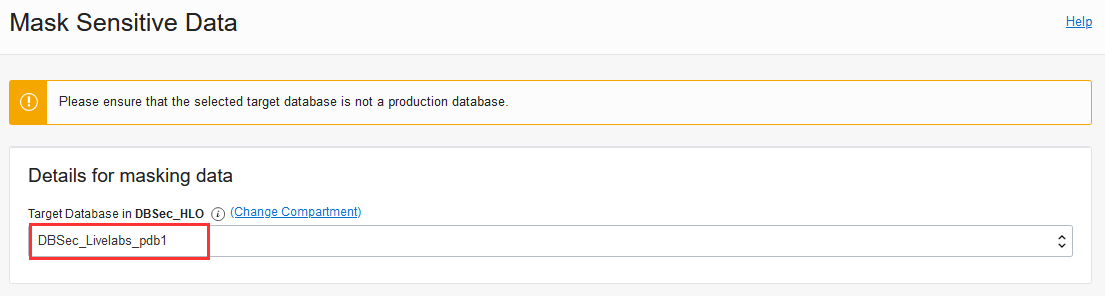 Mask Sensitive Data
Help
Please ensure that the selected target database is not a production database.
Details for masking data
Target Database in DBSec_HLO (Change Compartment)
DBSec_Livelabs_pdb1